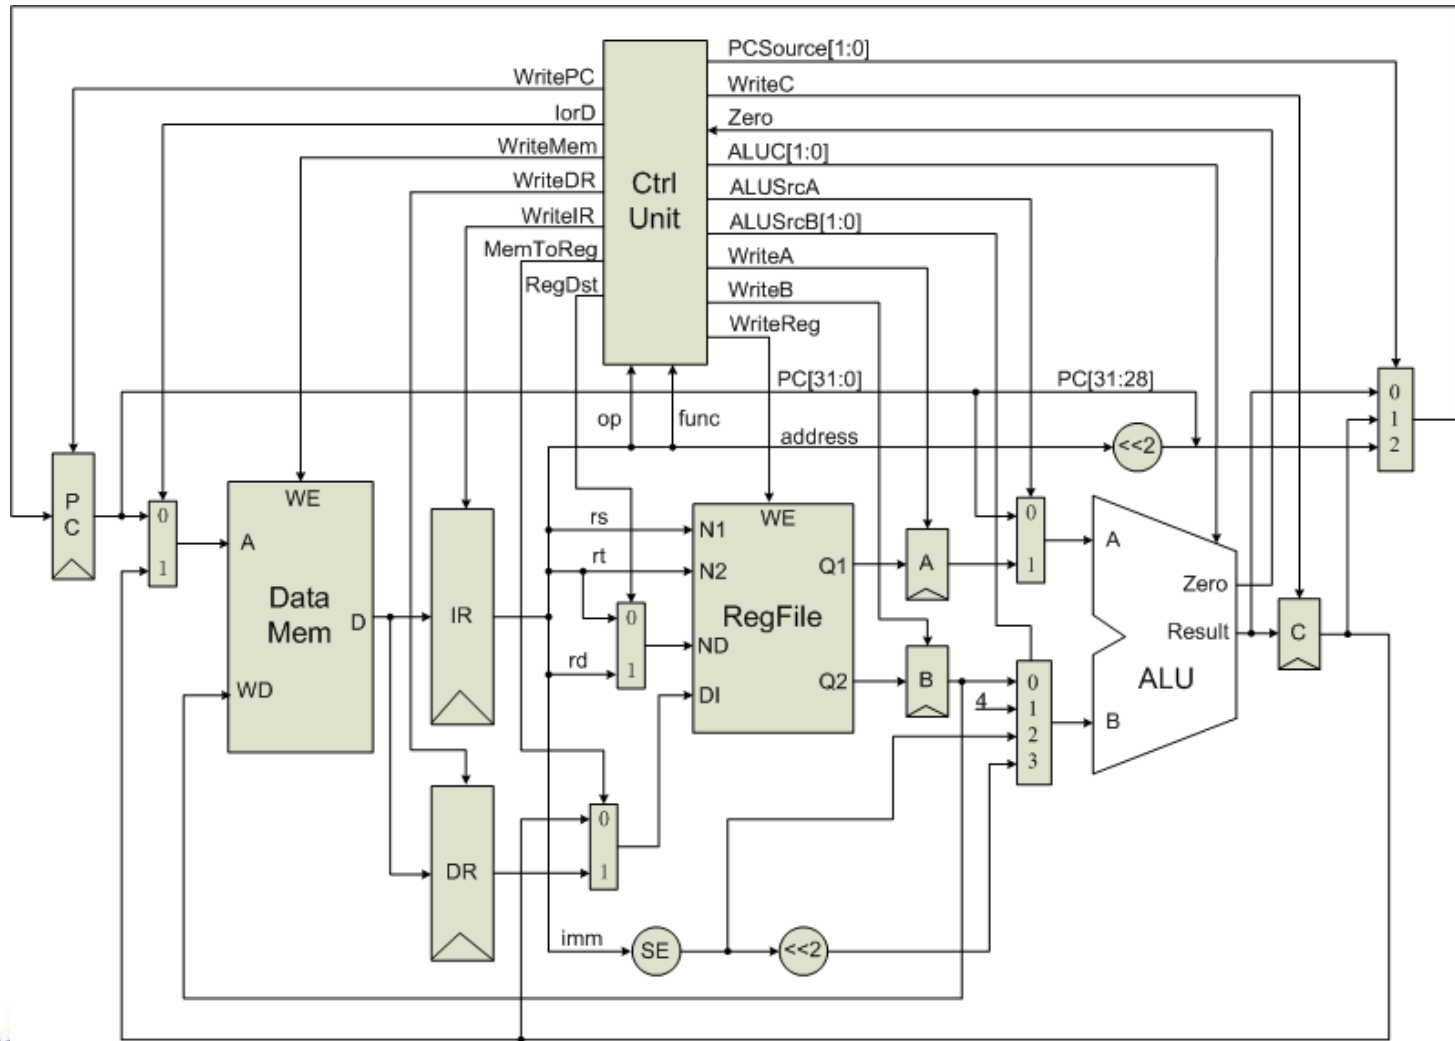 PCSource[1:0]
WritePC
WriteC
IorD
Zero
WriteMem
ALUC[1:0]
WriteDR
Ctrl
Unit
ALUSrcA
WriteIR
ALUSrcB[1:0]
MemToReg
WriteA
RegDst
WriteB
WriteReg
PC[31:0]
PC[31:28]
op
func
address
<<2
0
1
2
P
C
0
1
WE
A
Data
Mem
D
WD
IR
rs
rt
rd
0
1
WE
N1
N2
ND
DI
RegFile
Q1
Q2
A
B
0
1
4
0
1
2
3
A
B
Zero
Result
ALU
C
DR
0
1
imm
SE
<<2